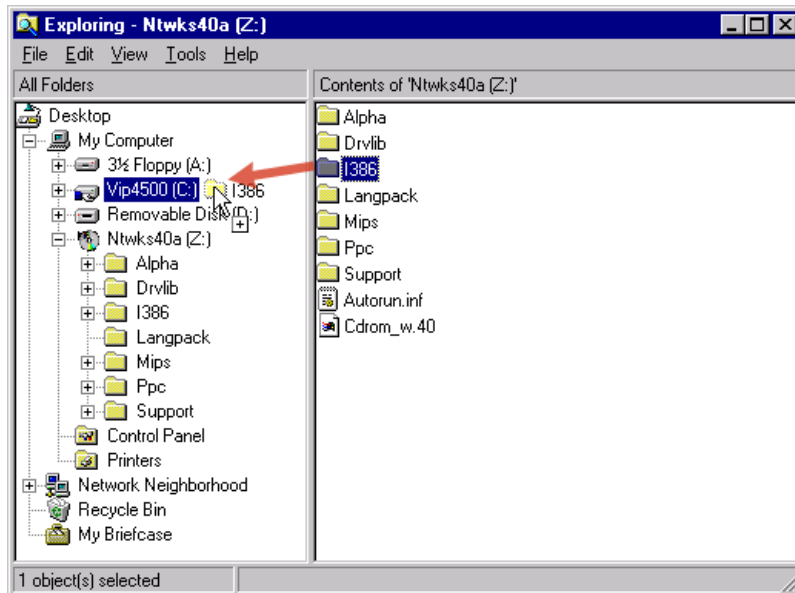 Exploring - Ntwks40a (Z:)
File Edit View Tools Help
All Folders
Contents of 'Ntwks40a (Z:)'
Desktop
My Computer
3½ Floppy (A:)
Vip4500 (C:) I386
Removable Disk (D:)
Ntwks40a (Z:)
Alpha
Drvlib
I386
Langpack
Mips
Ppc
Support
Control Panel
Printers
Network Neighborhood
Recycle Bin
My Briefcase
Alpha
Drvlib
I386
Langpack
Mips
Ppc
Support
Autorun.inf
Cdrom_w.40
1 object(s) selected